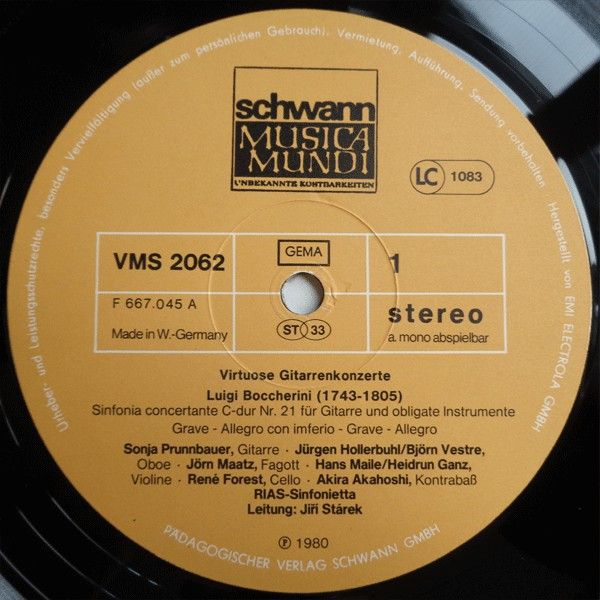 Urheber- und Leistungsschutzrechte, besonders Vervielfältigung (außer zum persönlichen Gebrauch), Vermietung, Aufführung, Sendung vorbehalten · Hergestellt von EMI ELECTROLA GMBH
schwann
MUSICA
MUNDI
UNBEKANNTE KOSTBARKEITEN
LC 1083
VMS 2062
GEMA
1
F 667.045 A
Made in W.-Germany
ST 33
stereo
a. mono abspielbar
Virtuose Gitarrenkonzerte
Luigi Boccherini (1743-1805)
Sinfonia concertante C-dur Nr. 21 für Gitarre und obligate Instrumente
Grave - Allegro con imferio - Grave - Allegro
Sonja Prunnbauer, Gitarre · Jürgen Hollerbuhl/Björn Vestre,
Oboe · Jörn Maatz, Fagott · Hans Maile/Heidrun Ganz,
Violine · René Forest, Cello · Akira Akahoshi, Kontrabaß
RIAS-Sinfonietta
Leitung: Jiří Stárek
℗ 1980
PÄDAGOGISCHER VERLAG SCHWANN GMBH